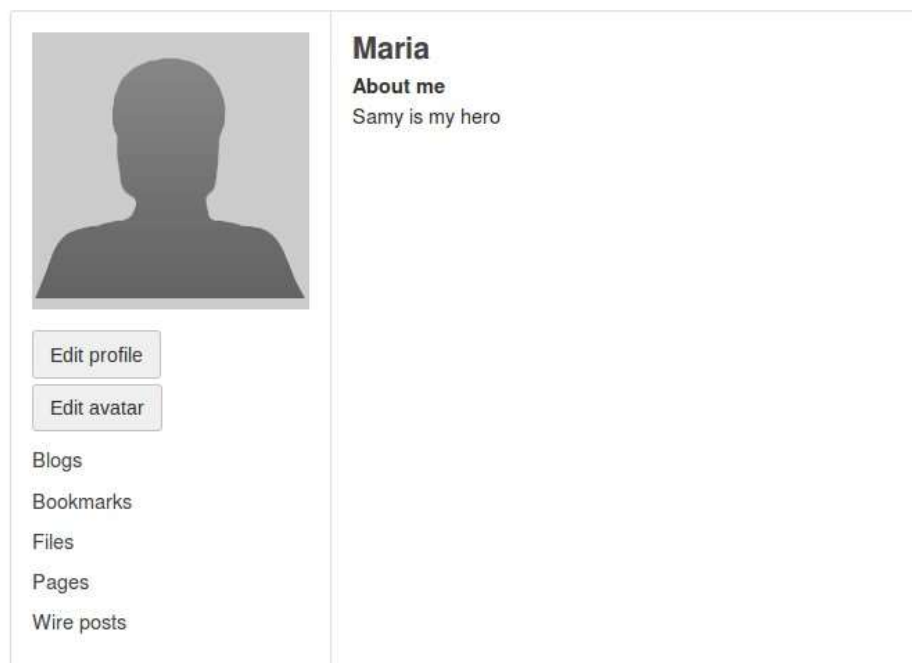 Maria
About me
Samy is my hero
Edit profile
Edit avatar
Blogs
Bookmarks
Files
Pages
Wire posts